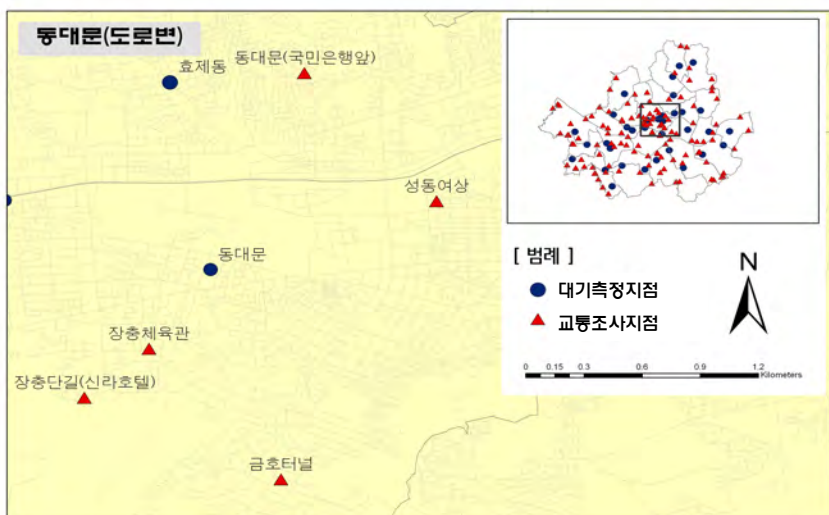 동대문(도로변)
효제동
동대문(국민은행앞)
성동여상
동대문
장충체육관
장충단길(신라호텔)
금호터널
[ 범례 ]
대기측정지점
교통조사지점
N
0 0.15 0.3 0.6 0.9 1.2
Kilometers